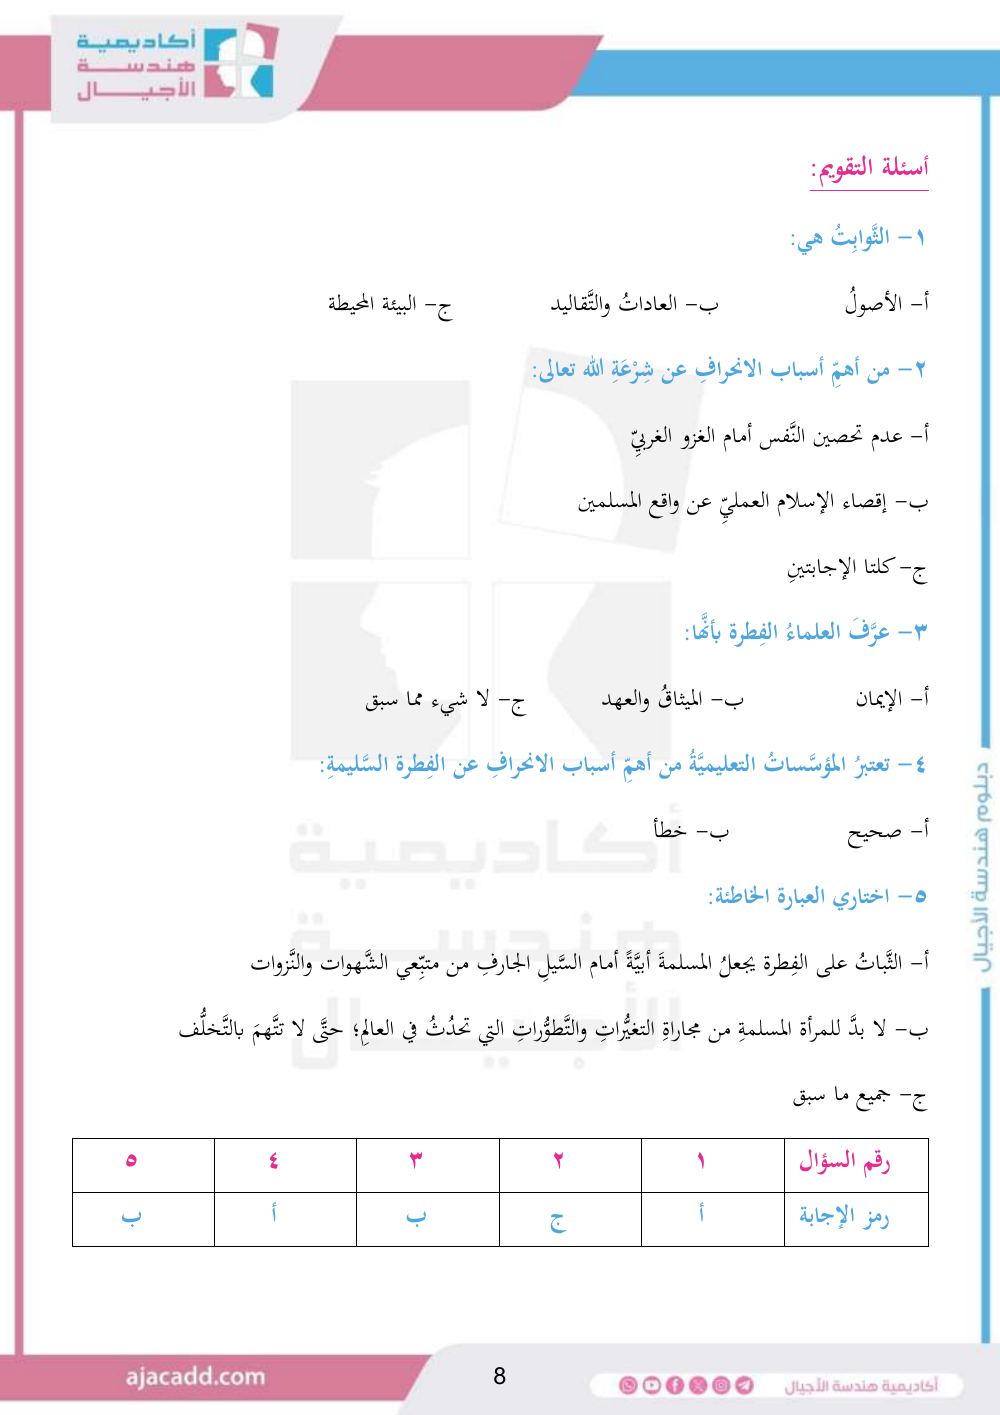 أكاديمية
هندسة
الأجيال
أسئلة التقويم:
١- الثَّوابِتُ هي:
أ- الأصولُ ب- العاداتُ والتَّقاليد ج- البيئة المحيطة
٢- من أهمِّ أسباب الانحرافِ عن شِرْعَةِ الله تعالى:
أ- عدم تحصين النَّفس أمام الغزو الغربيِّ
ب- إقصاء الإسلام العمليِّ عن واقع المسلمين
ج- كلتا الإجابتينِ
٣- عرَّفَ العلماءُ الفِطرة بأنَّها:
أ- الإيمان ب- الميثاقُ والعهد ج- لا شيء مما سبق
٤- تعتبرُ المؤسَّساتُ التعليميَّةُ من أهمِّ أسباب الانحرافِ عن الفِطرة السَّليمةِ:
أ- صحيح ب- خطأ
٥- اختاري العبارة الخاطئة:
أ- الثَّباتُ على الفِطرة يجعلُ المسلمةَ أبيَّةً أمام السَّيلِ الجارفِ من متبِّعي الشَّهوات والنَّزوات
ب- لا بدَّ للمرأة المسلمةِ من مجاراةِ التغيُّراتِ والتَّطوُّراتِ التي تحدُثُ في العالمِ؛ حتَّى لا تتَّهمَ بالتَّخلُّف
ج- جميع ما سبق
رقم السؤال ١ ٢ ٣ ٤ ٥
رمز الإجابة أ ج ب أ ب
دبلوم هندسة الأجيال
أكاديمية
هندسة
الأجيال
ajacadd.com
8
أكاديمية هندسة الأجيال